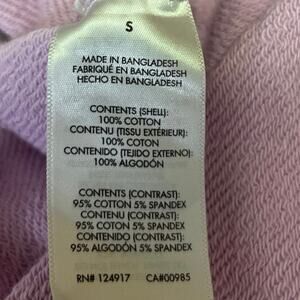 S
MADE IN BANGLADESH
FABRIQUÉ EN BANGLADESH
HECHO EN BANGLADESH
CONTENTS (SHELL):
100% COTTON
CONTENU (TISSU EXTÉRIEUR):
100% COTON
CONTENIDO (TEJIDO EXTERNO):
100% ALGODÓN
CONTENTS (CONTRAST):
95% COTTON 5% SPANDEX
CONTENU (CONTRAST):
95% COTON 5% SPANDEX
CONTENIDO (CONTRAST):
95% ALGODÓN 5% SPANDEX
RN# 124917 CA#00985